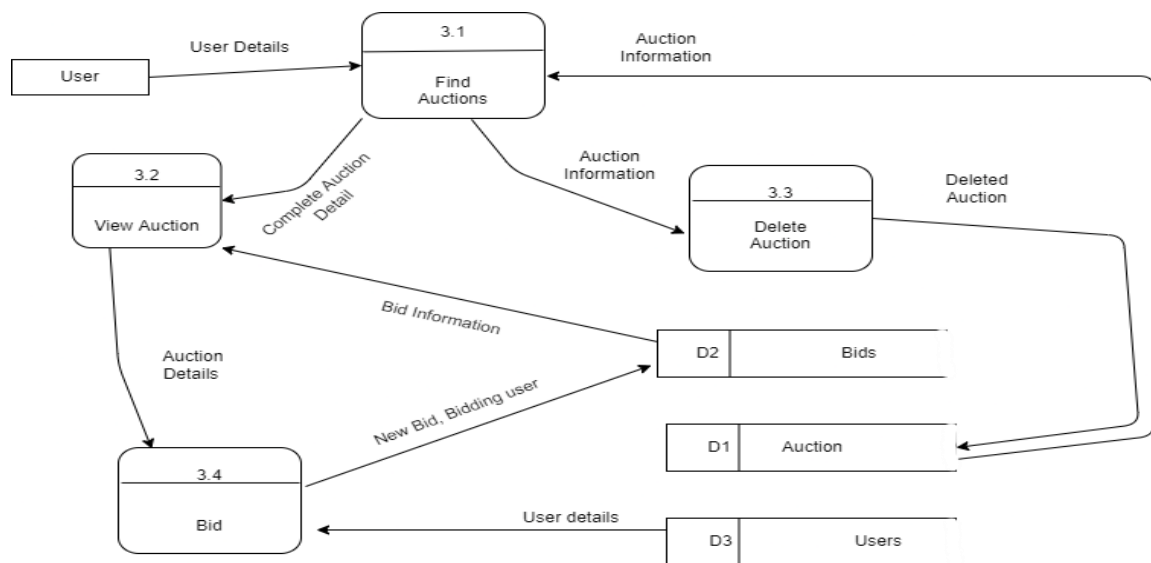 3.1
Find
Auctions
User Details
User
Auction
Information
3.2
View Auction
Complete Auction
Detail
Auction
Information
3.3
Delete
Auction
Deleted
Auction
Bid Information
D2
Bids
Auction
Details
New Bid, Bidding user
D1
Auction
3.4
Bid
User details
D3
Users